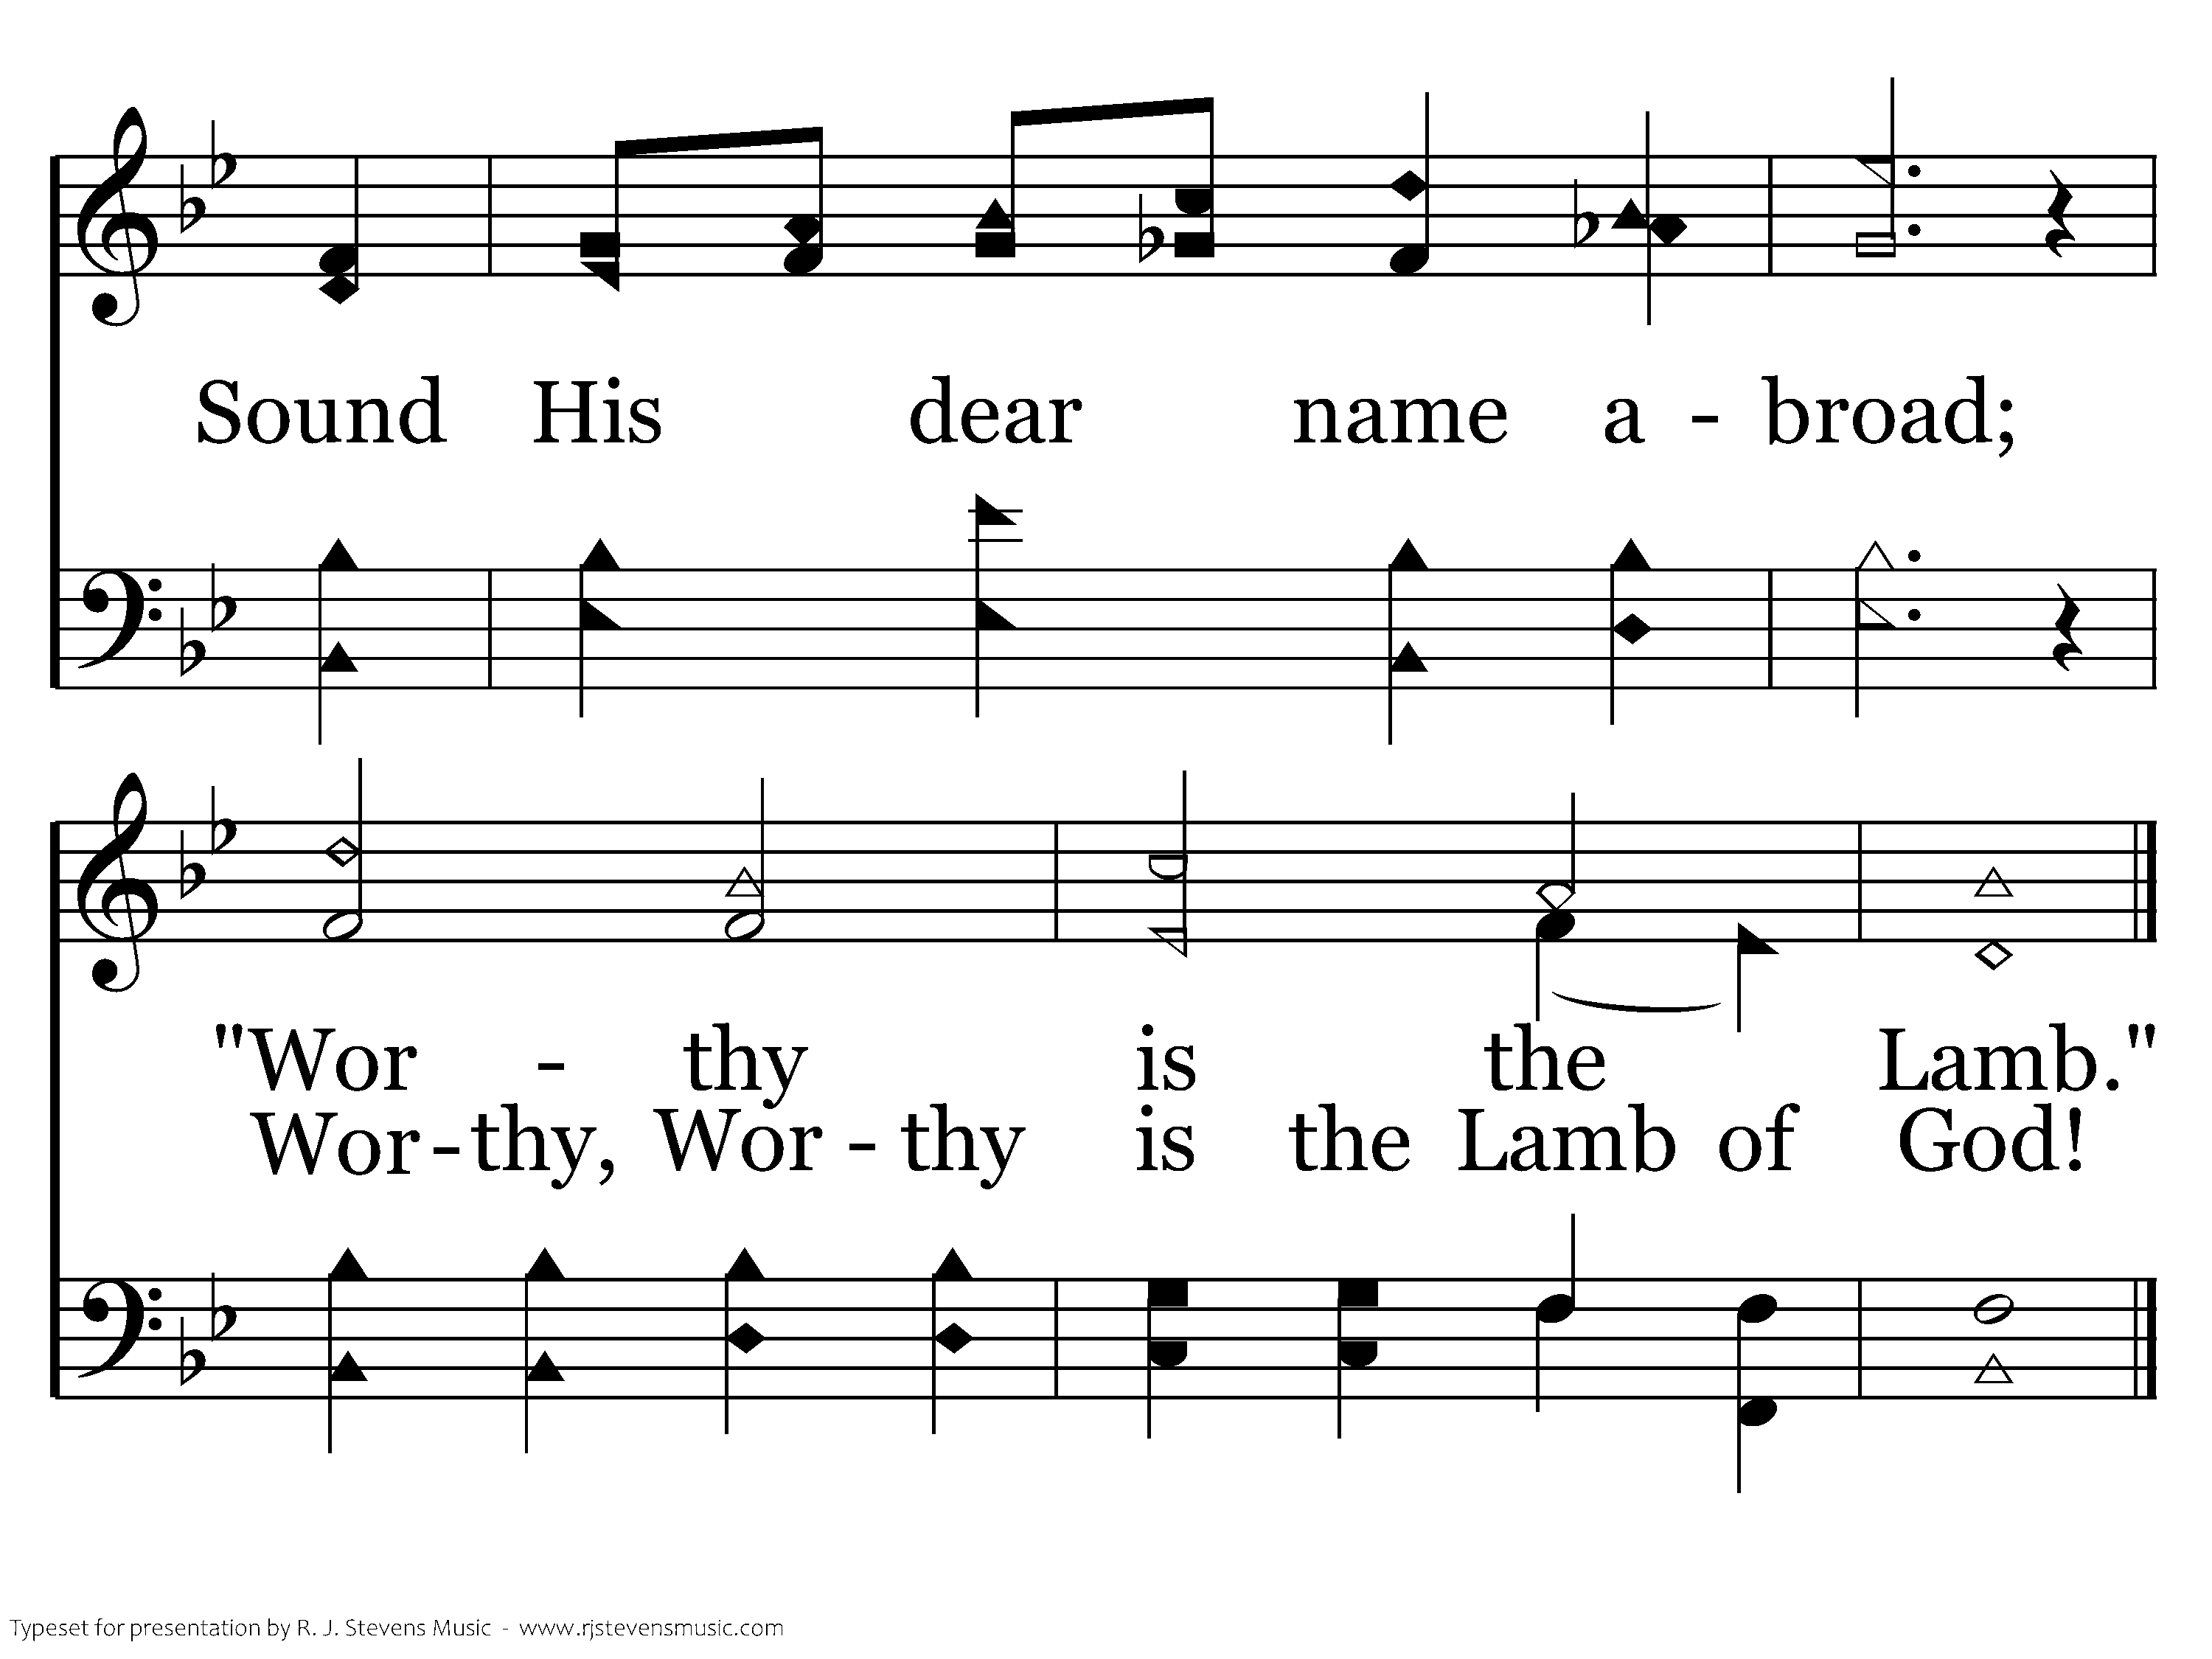 Sound His dear name a - broad;
"Wor - thy is the Lamb."
Wor - thy, Wor - thy is the Lamb of God!
Typeset for presentation by R. J. Stevens Music - www.rjstevensmusic.com